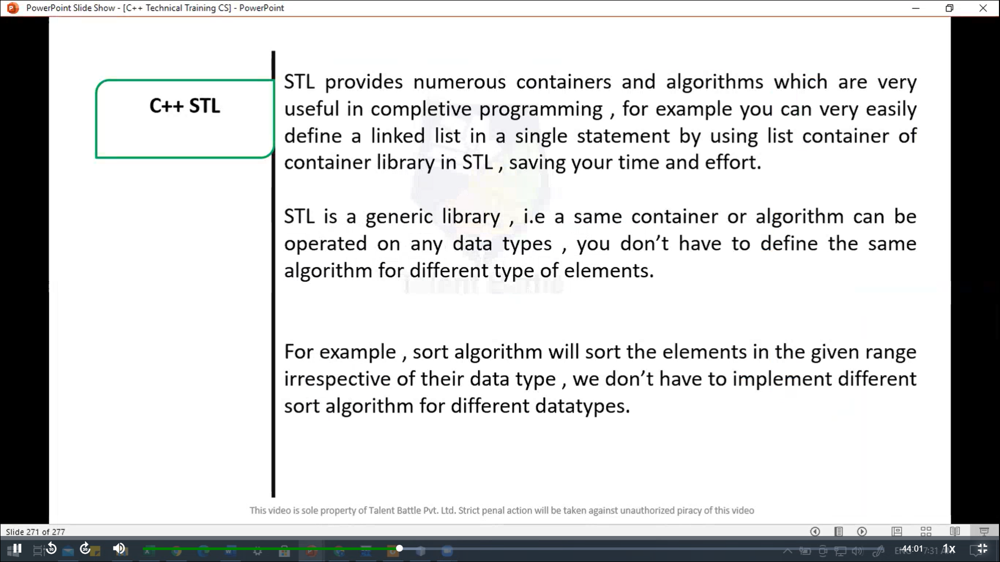 PowerPoint Slide Show - [C++ Technical Training CS] - PowerPoint
C++ STL
STL provides numerous containers and algorithms which are very
useful in completive programming , for example you can very easily
define a linked list in a single statement by using list container of
container library in STL , saving your time and effort.
STL is a generic library , i.e a same container or algorithm can be
operated on any data types , you don’t have to define the same
algorithm for different type of elements.
For example , sort algorithm will sort the elements in the given range
irrespective of their data type , we don’t have to implement different
sort algorithm for different datatypes.
This video is sole property of Talent Battle Pvt. Ltd. Strict penal action will be taken against unauthorized piracy of this video
Slide 271 of 277
10
30
-44:01
1x